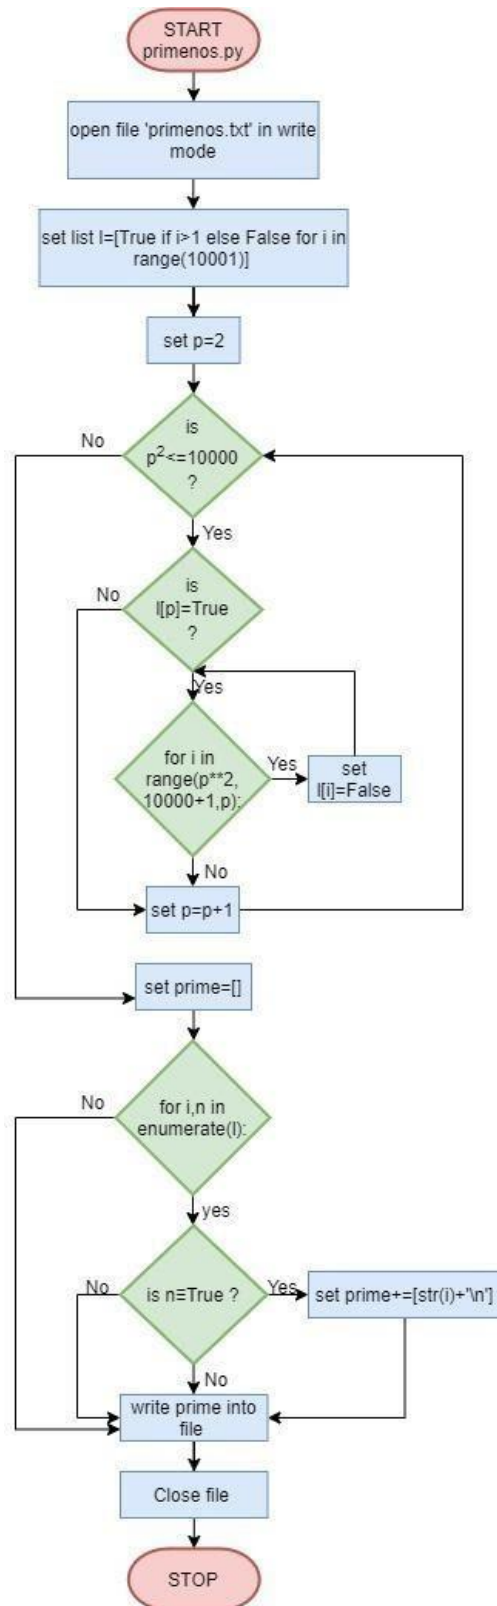 START
primenos.py
open file 'primenos.txt' in write
mode
set list l=[True if i>1 else False for i in
range(10001)]
set p=2
No
is
p²<=10000
?
Yes
No
is
l[p]=True
?
Yes
for i in
range(p**2,
10000+1,p):
Yes
set
l[i]=False
No
set p=p+1
set prime=[]
No
for i,n in
enumerate(l):
yes
No
is n=True ?
Yes
set prime+=[str(i)+'\n']
No
write prime into
file
Close file
STOP